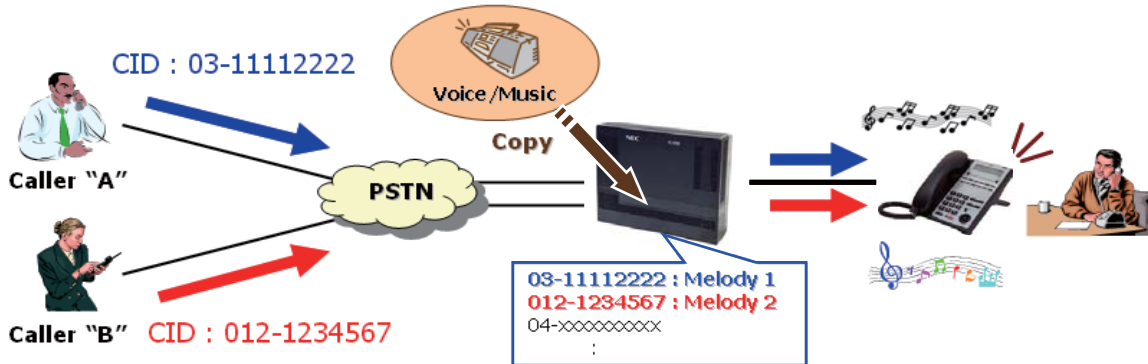 CID : 03-11112222
Voice/Music
Copy
NEC
Caller “A”
PSTN
03-11112222 : Melody 1
012-1234567 : Melody 2
04-xxxxxxxxxx
:
Caller “B”
CID : 012-1234567